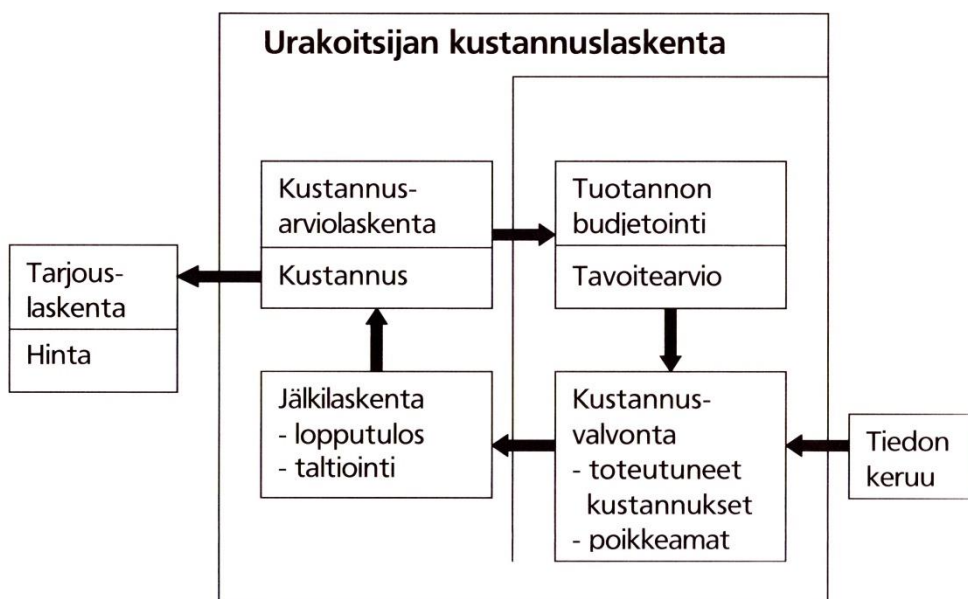 Urakoitsijan kustannuslaskenta
Kustannus-
arviolaskenta
Kustannus
Tuotannon
budjetointi
Tavoitearvio
Tarjous-
laskenta
Hinta
Jälkilaskenta
- lopputulos
- taltiointi
Kustannus-
valvonta
- toteutuneet
kustannukset
- poikkeamat
Tiedon
keruu